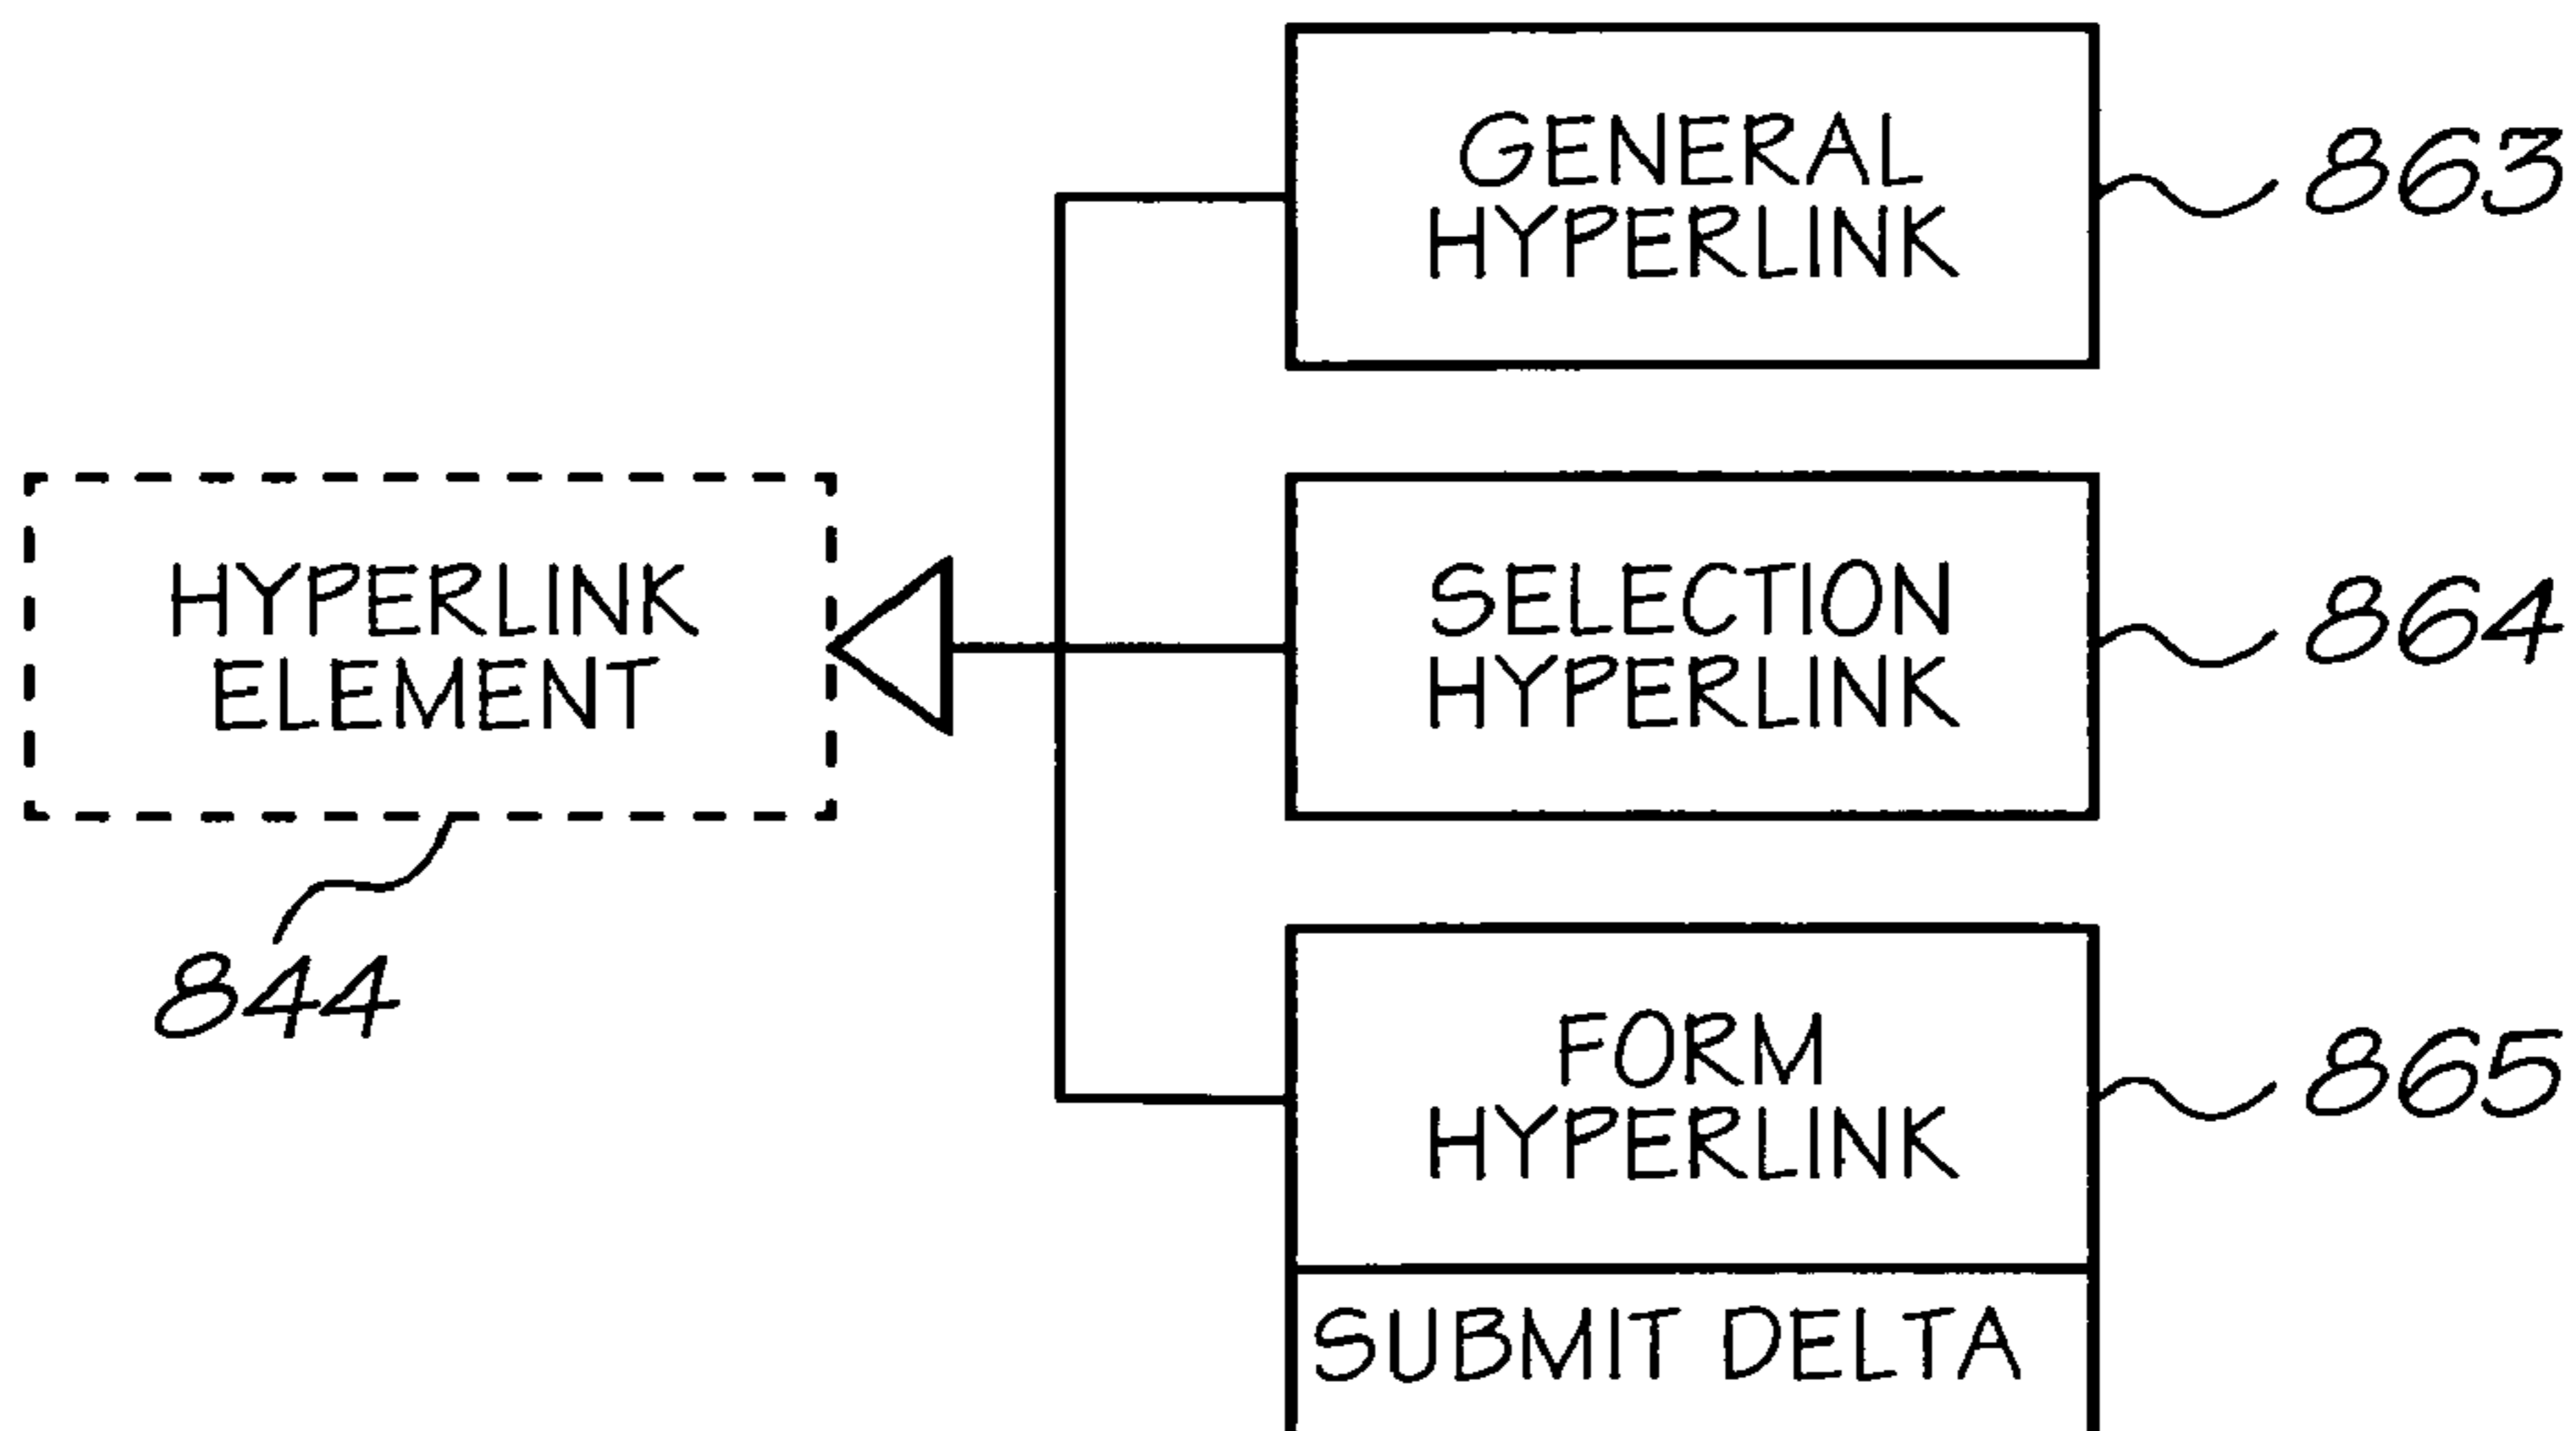 GENERAL
HYPERLINK
863
HYPERLINK
ELEMENT
844
SELECTION
HYPERLINK
864
FORM
HYPERLINK
865
SUBMIT DELTA